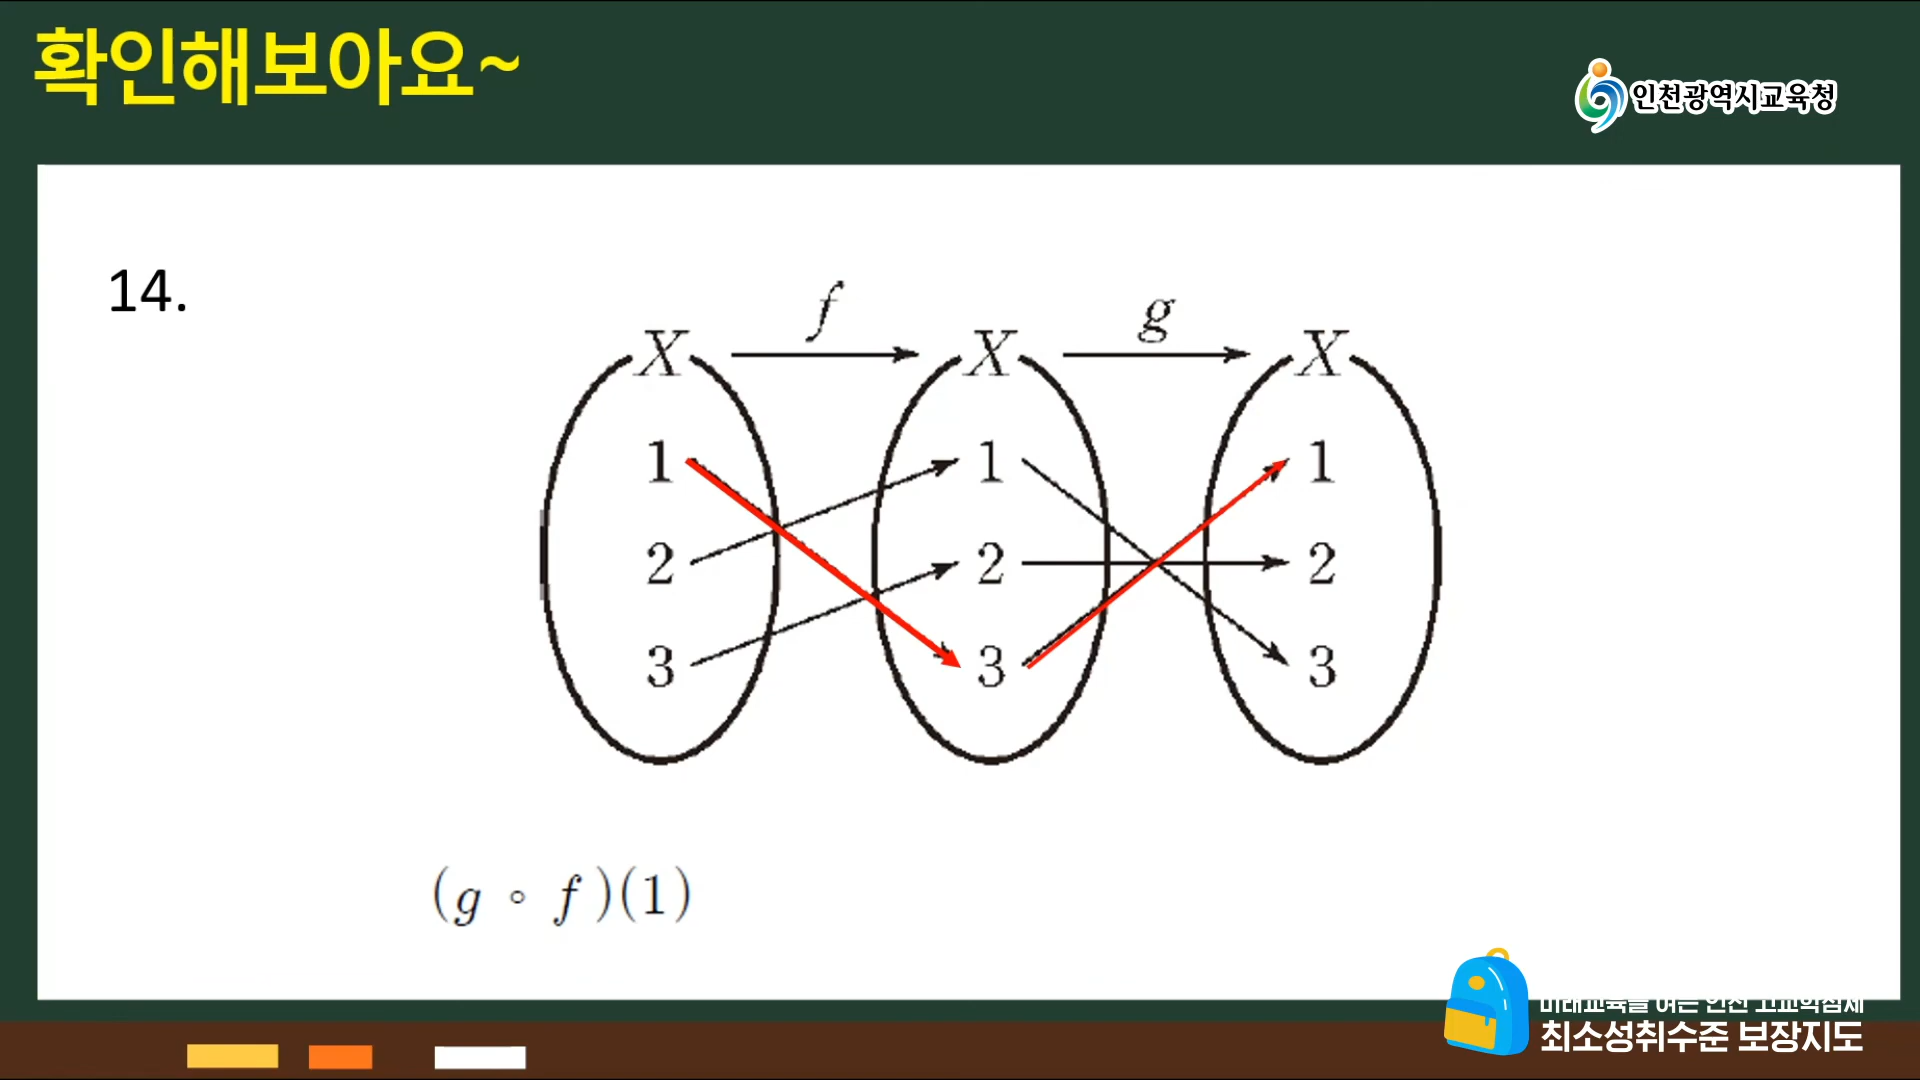 확인해보아요~
인천광역시교육청
14.
f g
X X X
1 1 1
2 2 2
3 3 3
(g ∘ f)(1)
최소성취수준 보장지도